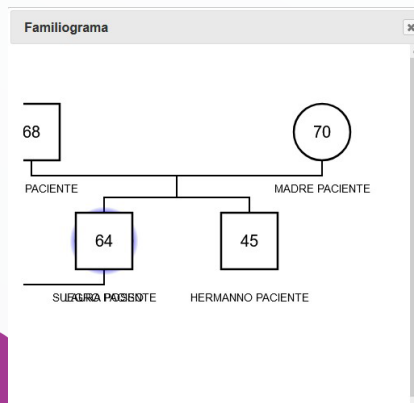 Familiograma
68
70
PACIENTE
MADRE PACIENTE
64
45
HERMANNO PACIENTE